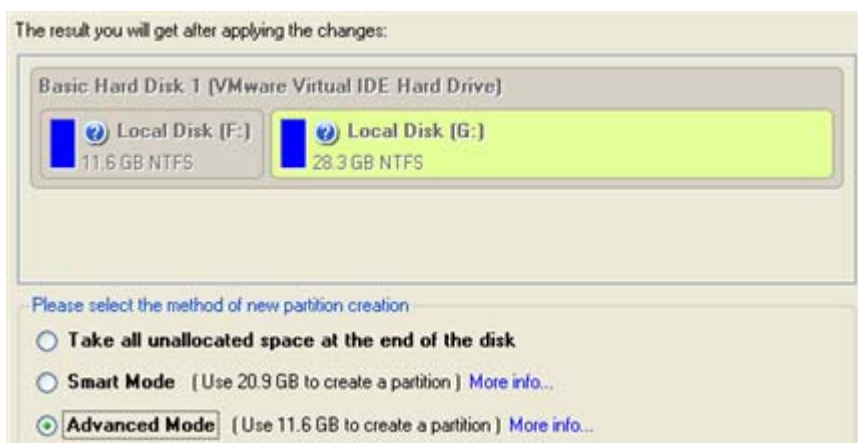 The result you will get after applying the changes:
Basic Hard Disk 1 (VMware Virtual IDE Hard Drive)
Local Disk (F:)
11.6 GB NTFS
Local Disk (G:)
28.3 GB NTFS
Please select the method of new partition creation
Take all unallocated space at the end of the disk
Smart Mode ( Use 20.9 GB to create a partition ) More info...
Advanced Mode ( Use 11.6 GB to create a partition ) More info...